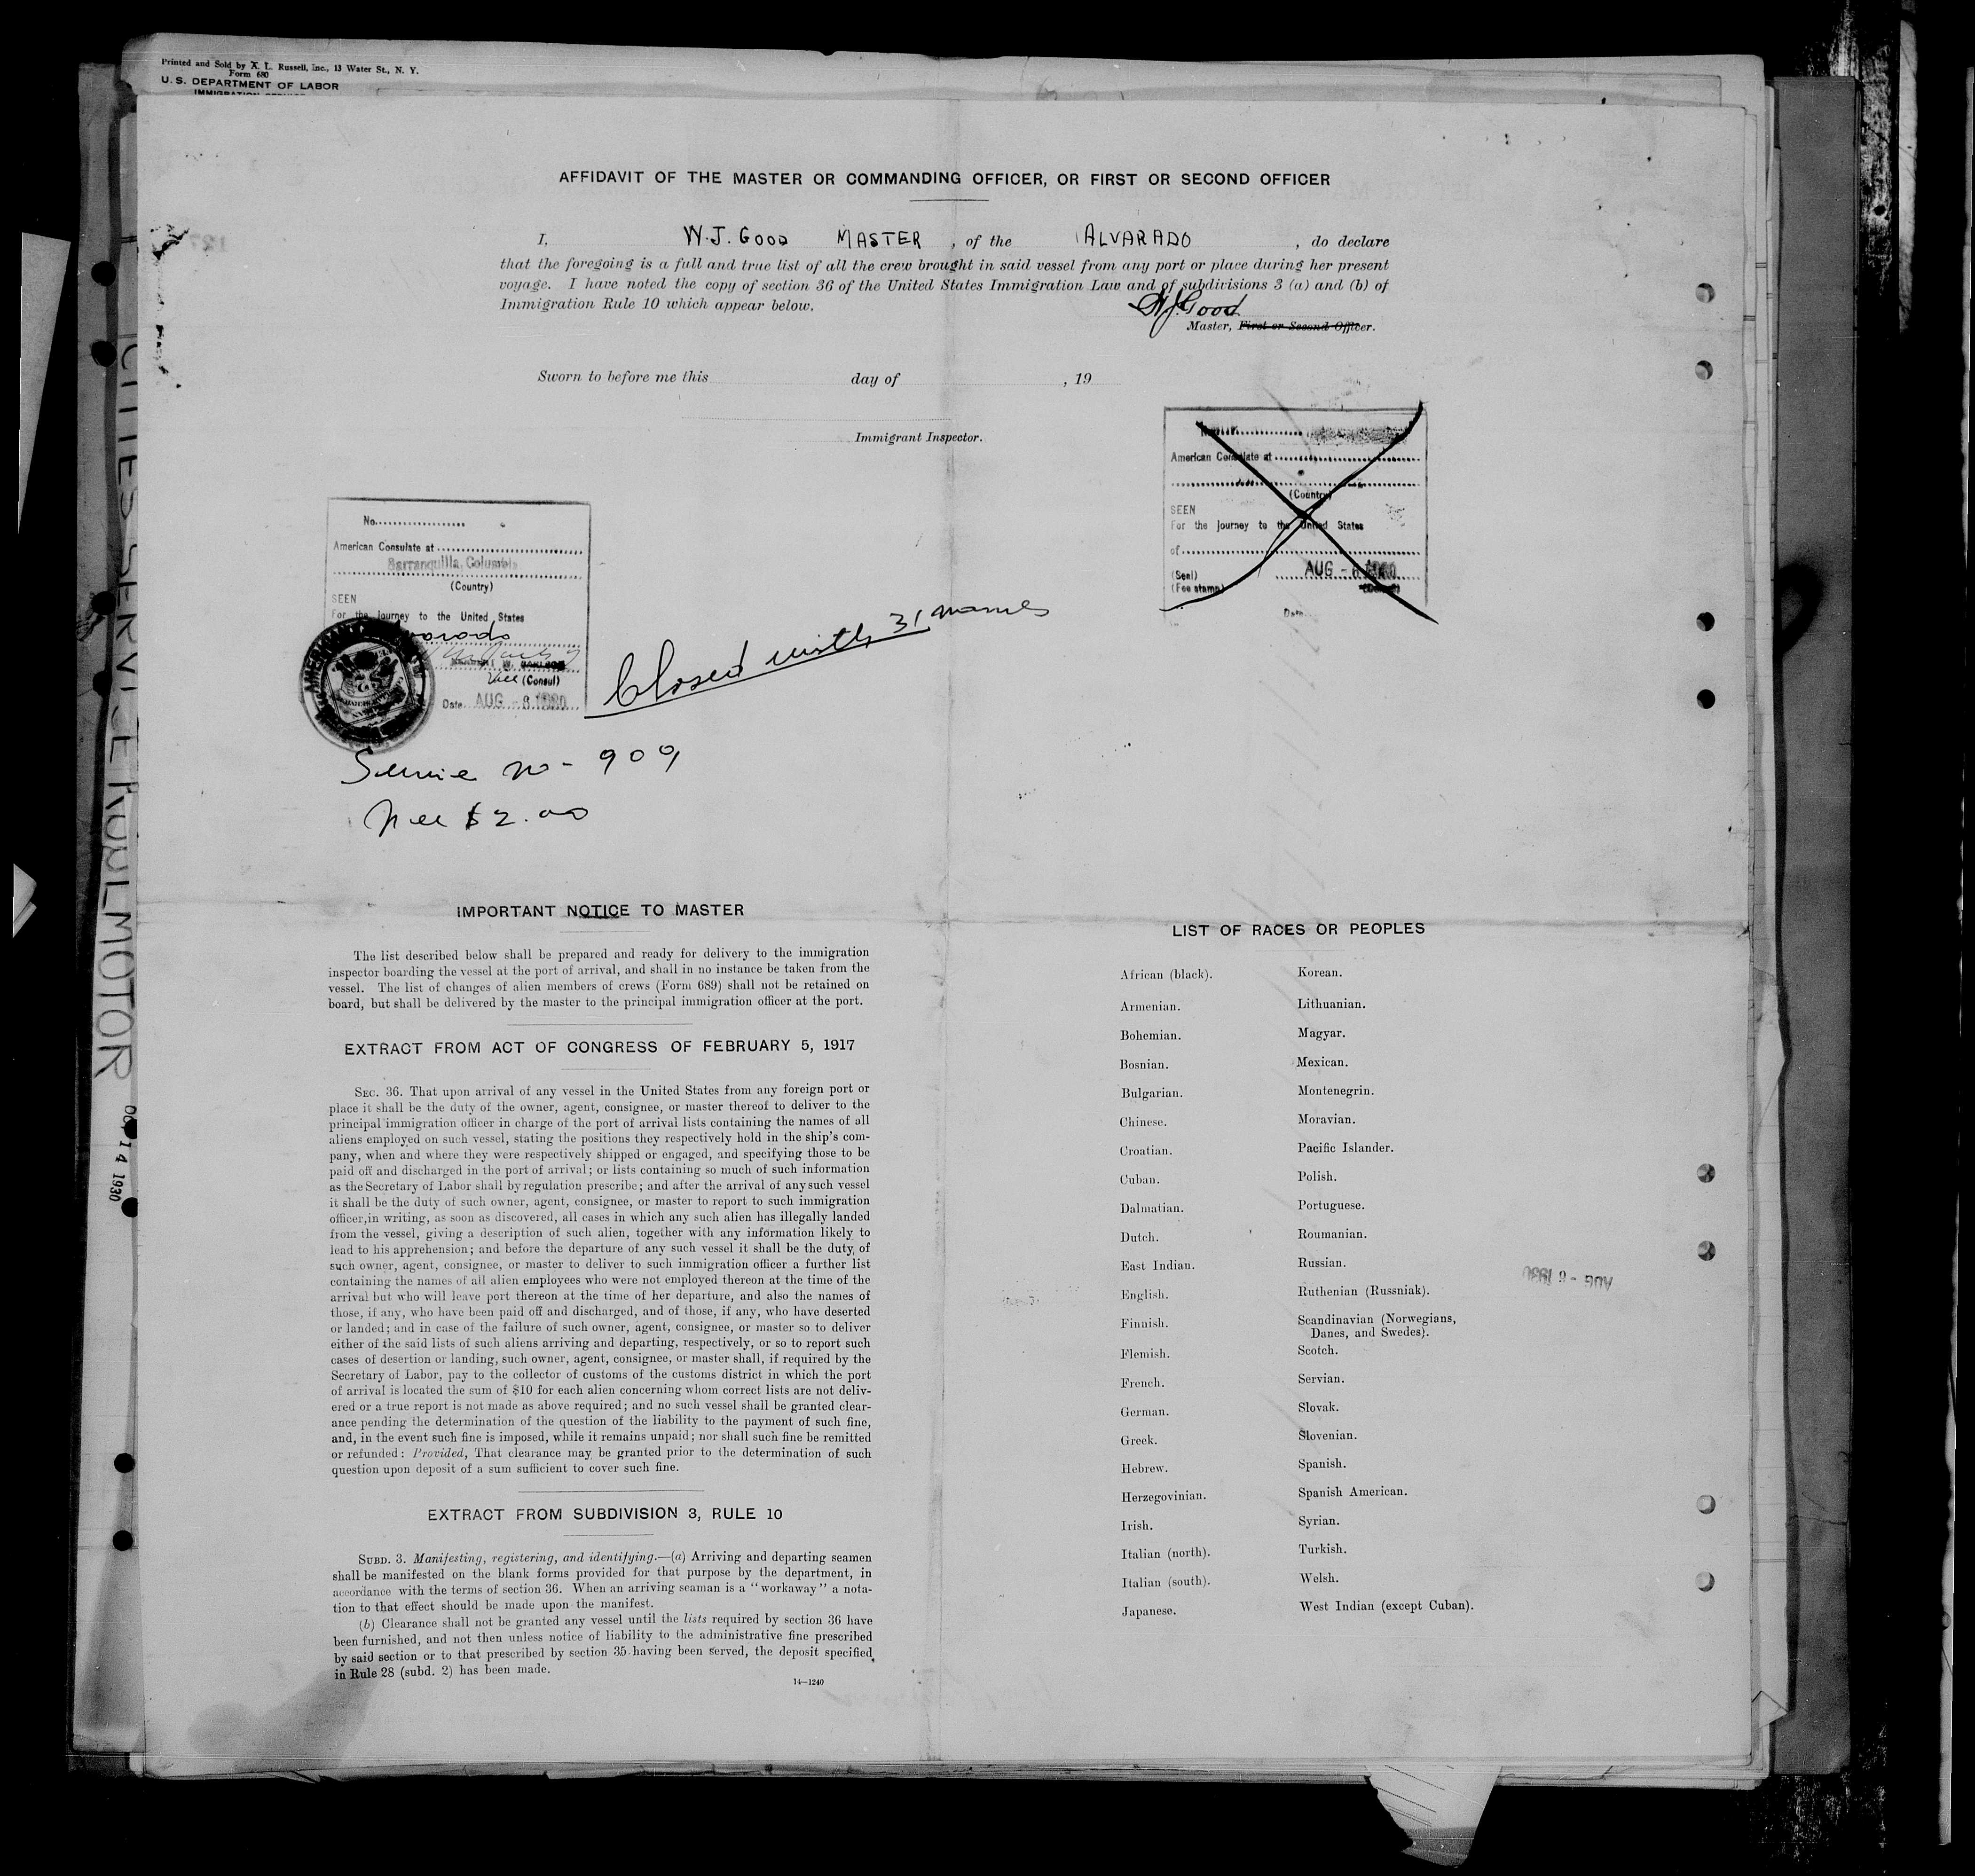 Printed and Sold by A. L. Russell, Inc., 13 Water St., N. Y.
Form 680
U. S. DEPARTMENT OF LABOR
IMMIGRATION SERVICE
AFFIDAVIT OF THE MASTER OR COMMANDING OFFICER, OR FIRST OR SECOND OFFICER
I, W. J. GOOD MASTER, of the ALVARADO, do declare
that the foregoing is a full and true list of all the crew brought in said vessel from any port or place during her present
voyage. I have noted the copy of section 36 of the United States Immigration Law and of subdivisions 3 (a) and (b) of
Immigration Rule 10 which appear below.
W J Good
Master, First or Second Officer.
Sworn to before me this day of , 19
Immigrant Inspector.
American Consulate at
(Country)
SEEN
For the journey to the United States
of
(Seal)
(Fee stamp)
AUG - 8 1930
Date
No.
American Consulate at
Barranquilla, Colombia
(Country)
SEEN
For the journey to the United States
Vice (Consul)
Date AUG - 8 1930
Closed with 31 names
Service no - 909
Fee $2.00
IMPORTANT NOTICE TO MASTER
The list described below shall be prepared and ready for delivery to the immigration
inspector boarding the vessel at the port of arrival, and shall in no instance be taken from the
vessel. The list of changes of alien members of crews (Form 689) shall not be retained on
board, but shall be delivered by the master to the principal immigration officer at the port.
EXTRACT FROM ACT OF CONGRESS OF FEBRUARY 5, 1917
SEC. 36. That upon arrival of any vessel in the United States from any foreign port or
place it shall be the duty of the owner, agent, consignee, or master thereof to deliver to the
principal immigration officer in charge of the port of arrival lists containing the names of all
aliens employed on such vessel, stating the positions they respectively hold in the ship's com-
pany, when and where they were respectively shipped or engaged, and specifying those to be
paid off and discharged in the port of arrival; or lists containing so much of such information
as the Secretary of Labor shall by regulation prescribe; and after the arrival of any such vessel
it shall be the duty of such owner, agent, consignee, or master to report to such immigration
officer, in writing, as soon as discovered, all cases in which any such alien has illegally landed
from the vessel, giving a description of such alien, together with any information likely to
lead to his apprehension; and before the departure of any such vessel it shall be the duty of
such owner, agent, consignee, or master to deliver to such immigration officer a further list
containing the names of all alien employees who were not employed thereon at the time of the
arrival but who will leave port thereon at the time of her departure, and also the names of
those, if any, who have been paid off and discharged, and of those, if any, who have deserted
or landed; and in case of the failure of such owner, agent, consignee, or master so to deliver
either of the said lists of such aliens arriving and departing, respectively, or so to report such
cases of desertion or landing, such owner, agent, consignee, or master shall, if required by the
Secretary of Labor, pay to the collector of customs of the customs district in which the port
of arrival is located the sum of $10 for each alien concerning whom correct lists are not deliv-
ered or a true report is not made as above required; and no such vessel shall be granted clear-
ance pending the determination of the question of the liability to the payment of such fine,
and, in the event such fine is imposed, while it remains unpaid; nor shall such fine be remitted
or refunded: Provided, That clearance may be granted prior to the determination of such
question upon deposit of a sum sufficient to cover such fine.
EXTRACT FROM SUBDIVISION 3, RULE 10
SUBD. 3. Manifesting, registering, and identifying.—(a) Arriving and departing seamen
shall be manifested on the blank forms provided for that purpose by the department, in
accordance with the terms of section 36. When an arriving seaman is a "workaway" a nota-
tion to that effect should be made upon the manifest.
(b) Clearance shall not be granted any vessel until the lists required by section 36 have
been furnished, and not then unless notice of liability to the administrative fine prescribed
by said section or to that prescribed by section 35 having been served, the deposit specified
in Rule 28 (subd. 2) has been made.
14—1240
LIST OF RACES OR PEOPLES
African (black).
Armenian.
Bohemian.
Bosnian.
Bulgarian.
Chinese.
Croatian.
Cuban.
Dalmatian.
Dutch.
East Indian.
English.
Finnish.
Flemish.
French.
German.
Greek.
Hebrew.
Herzegovinian.
Irish.
Italian (north).
Italian (south).
Japanese.
Korean.
Lithuanian.
Magyar.
Mexican.
Montenegrin.
Moravian.
Pacific Islander.
Polish.
Portuguese.
Roumanian.
Russian.
Ruthenian (Russniak).
Scandinavian (Norwegians,
Danes, and Swedes).
Scotch.
Servian.
Slovak.
Slovenian.
Spanish.
Spanish American.
Syrian.
Turkish.
Welsh.
West Indian (except Cuban).
AUG - 8 1930
CITIES SERVICE KOOLMOTOR
OCT 14 1930